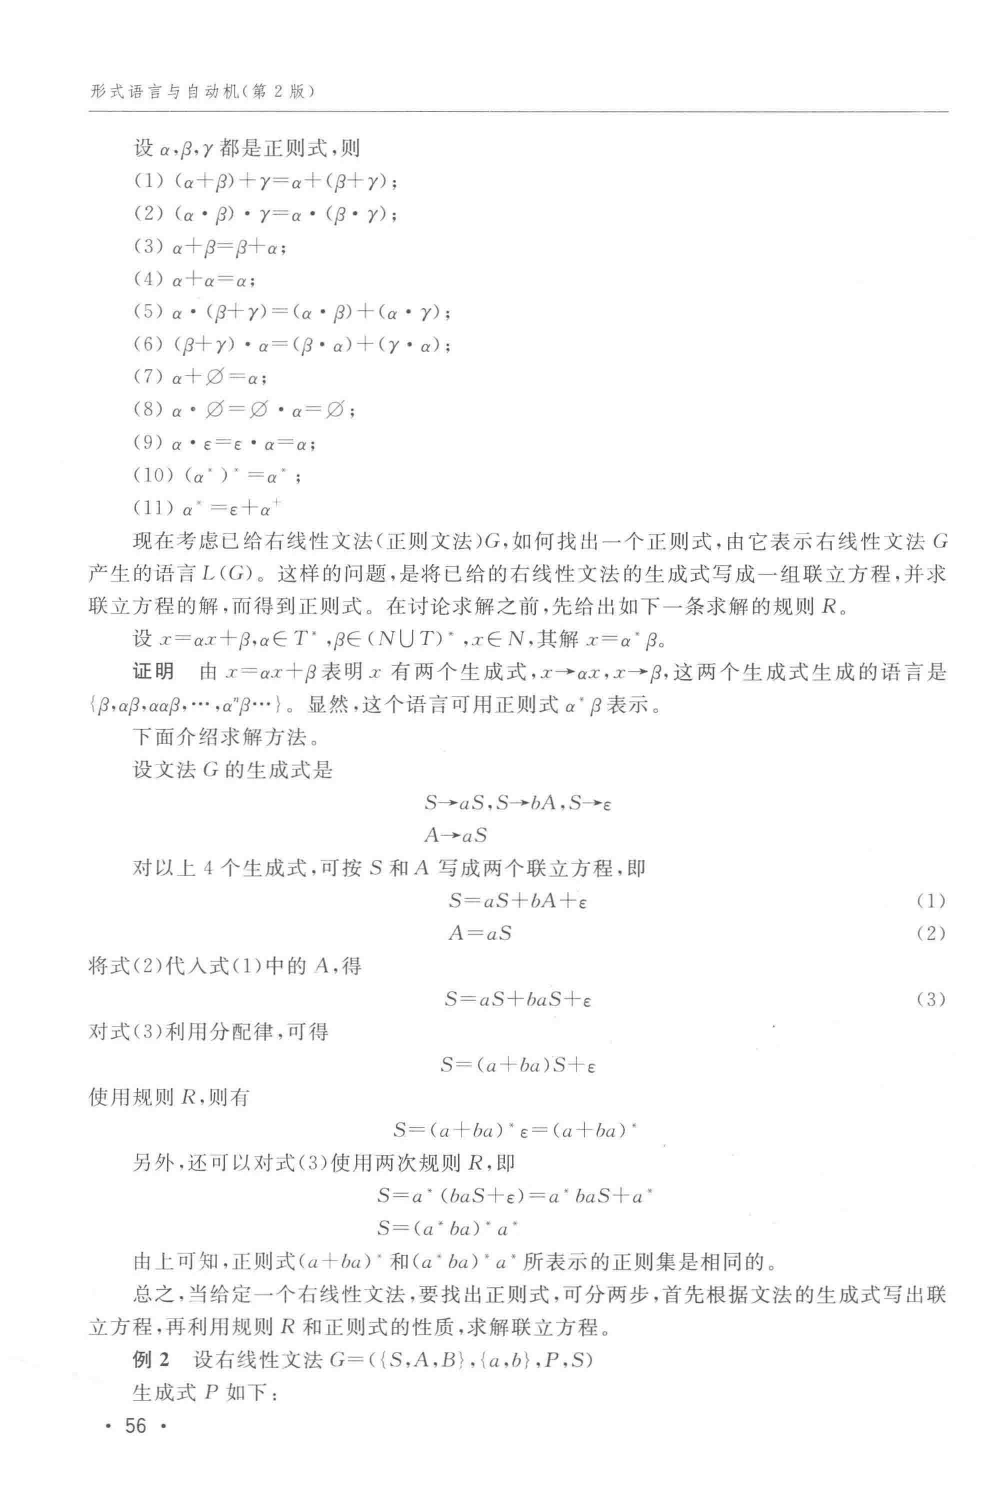 形式语言与自动机(第2版)
设α,β,γ都是正则式,则
(1) (α+β)+γ=α+(β+γ);
(2) (α·β)·γ=α·(β·γ);
(3) α+β=β+α;
(4) α+α=α;
(5) α·(β+γ)=(α·β)+(α·γ);
(6) (β+γ)·α=(β·α)+(γ·α);
(7) α+∅=α;
(8) α·∅=∅·α=∅;
(9) α·ε=ε·α=α;
(10) (α*)*=α*;
(11) α*=ε+α⁺
现在考虑已给右线性文法(正则文法)G,如何找出一个正则式,由它表示右线性文法G
产生的语言L(G)。这样的问题,是将已给的右线性文法的生成式写成一组联立方程,并求
联立方程的解,而得到正则式。在讨论求解之前,先给出如下一条求解的规则R。
设x=αx+β,α∈T*,β∈(N∪T)*,x∈N,其解x=α*β。
证明 由x=αx+β表明x有两个生成式,x→αx,x→β,这两个生成式生成的语言是
{β,αβ,ααβ,…,αⁿβ…}。显然,这个语言可用正则式α*β表示。
下面介绍求解方法。
设文法G的生成式是
S→aS,S→bA,S→ε
A→aS
对以上4个生成式,可按S和A写成两个联立方程,即
S=aS+bA+ε (1)
A=aS (2)
将式(2)代入式(1)中的A,得
S=aS+baS+ε (3)
对式(3)利用分配律,可得
S=(a+ba)S+ε
使用规则R,则有
S=(a+ba)*ε=(a+ba)*
另外,还可以对式(3)使用两次规则R,即
S=a*(baS+ε)=a*baS+a*
S=(a*ba)*a*
由上可知,正则式(a+ba)*和(a*ba)*a*所表示的正则集是相同的。
总之,当给定一个右线性文法,要找出正则式,可分两步,首先根据文法的生成式写出联
立方程,再利用规则R和正则式的性质,求解联立方程。
例2 设右线性文法G=({S,A,B},{a,b},P,S)
生成式P如下:
·56·